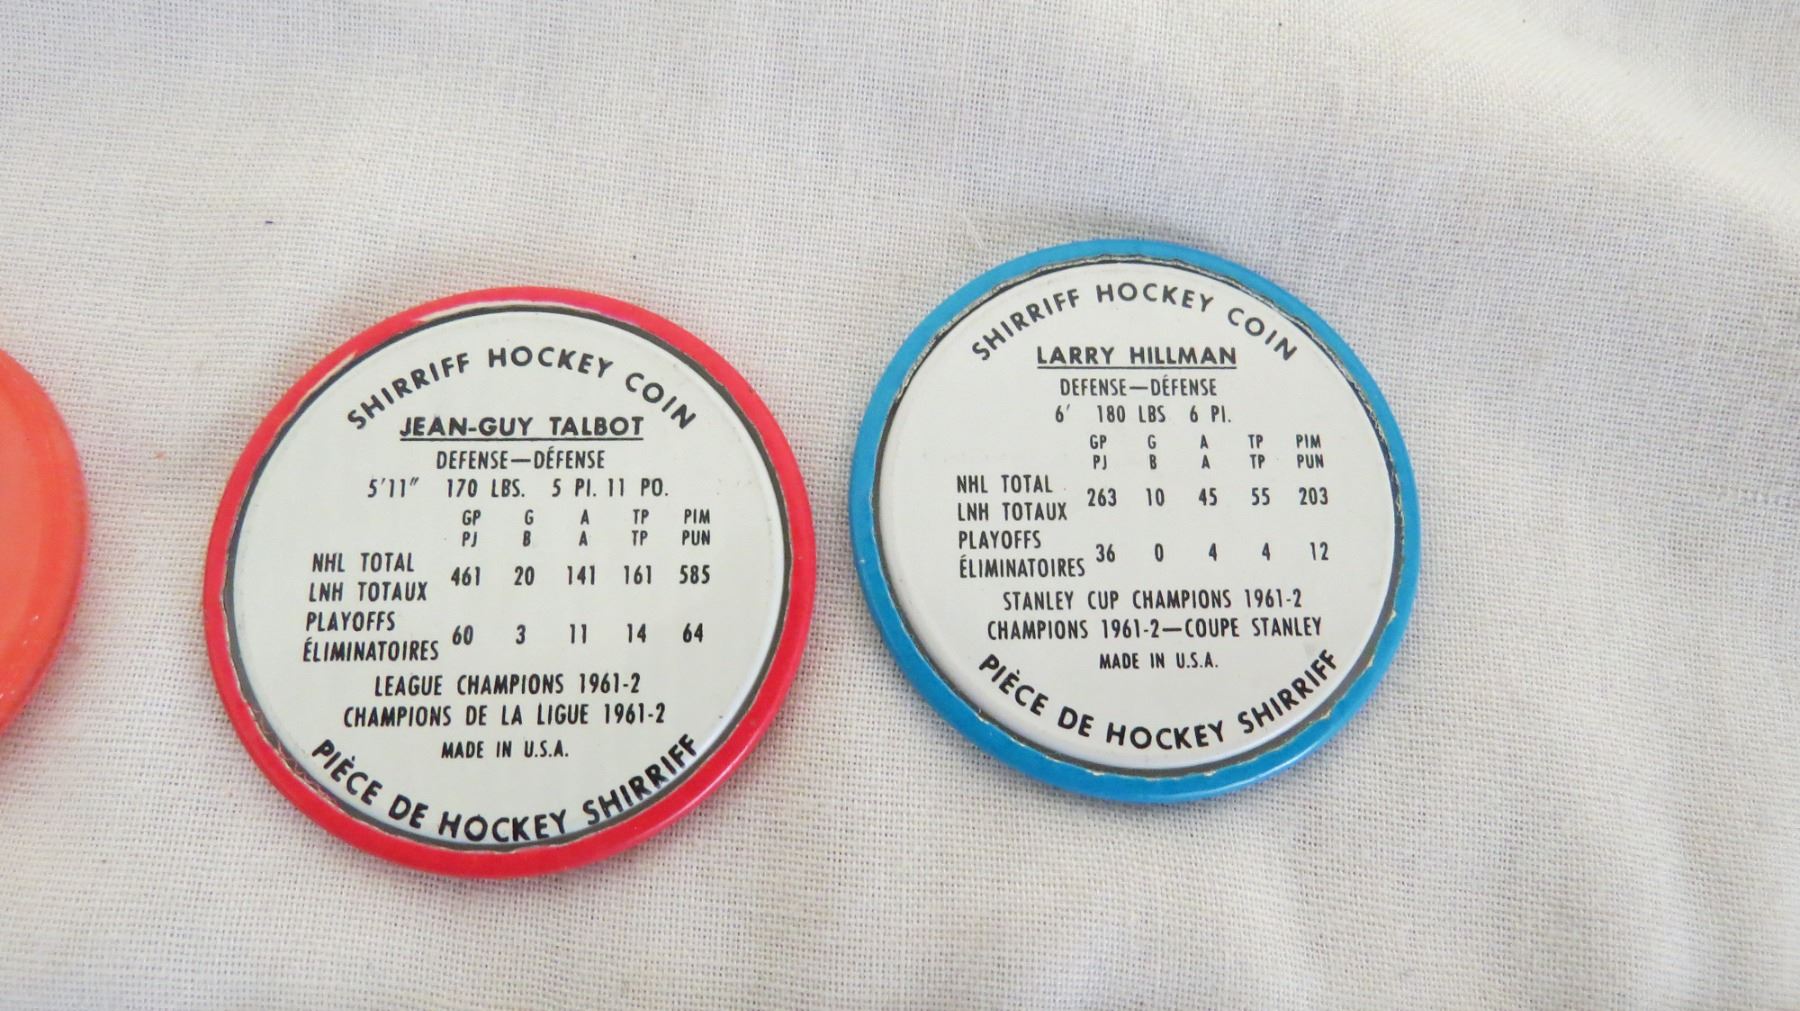 SHIRRIFF HOCKEY COIN
JEAN-GUY TALBOT
DEFENSE—DÉFENSE
5'11" 170 LBS. 5 PI. 11 PO.
GP G A TP PIM
PJ B A TP PUN
NHL TOTAL
LNH TOTAUX 461 20 141 161 585
PLAYOFFS
ÉLIMINATOIRES 60 3 11 14 64
LEAGUE CHAMPIONS 1961-2
CHAMPIONS DE LA LIGUE 1961-2
MADE IN U.S.A.
PIÈCE DE HOCKEY SHIRRIFF
SHIRRIFF HOCKEY COIN
LARRY HILLMAN
DEFENSE—DÉFENSE
6' 180 LBS 6 PI.
GP G A TP PIM
PJ B A TP PUN
NHL TOTAL
LNH TOTAUX 263 10 45 55 203
PLAYOFFS
ÉLIMINATOIRES 36 0 4 4 12
STANLEY CUP CHAMPIONS 1961-2
CHAMPIONS 1961-2—COUPE STANLEY
MADE IN U.S.A.
PIÈCE DE HOCKEY SHIRRIFF